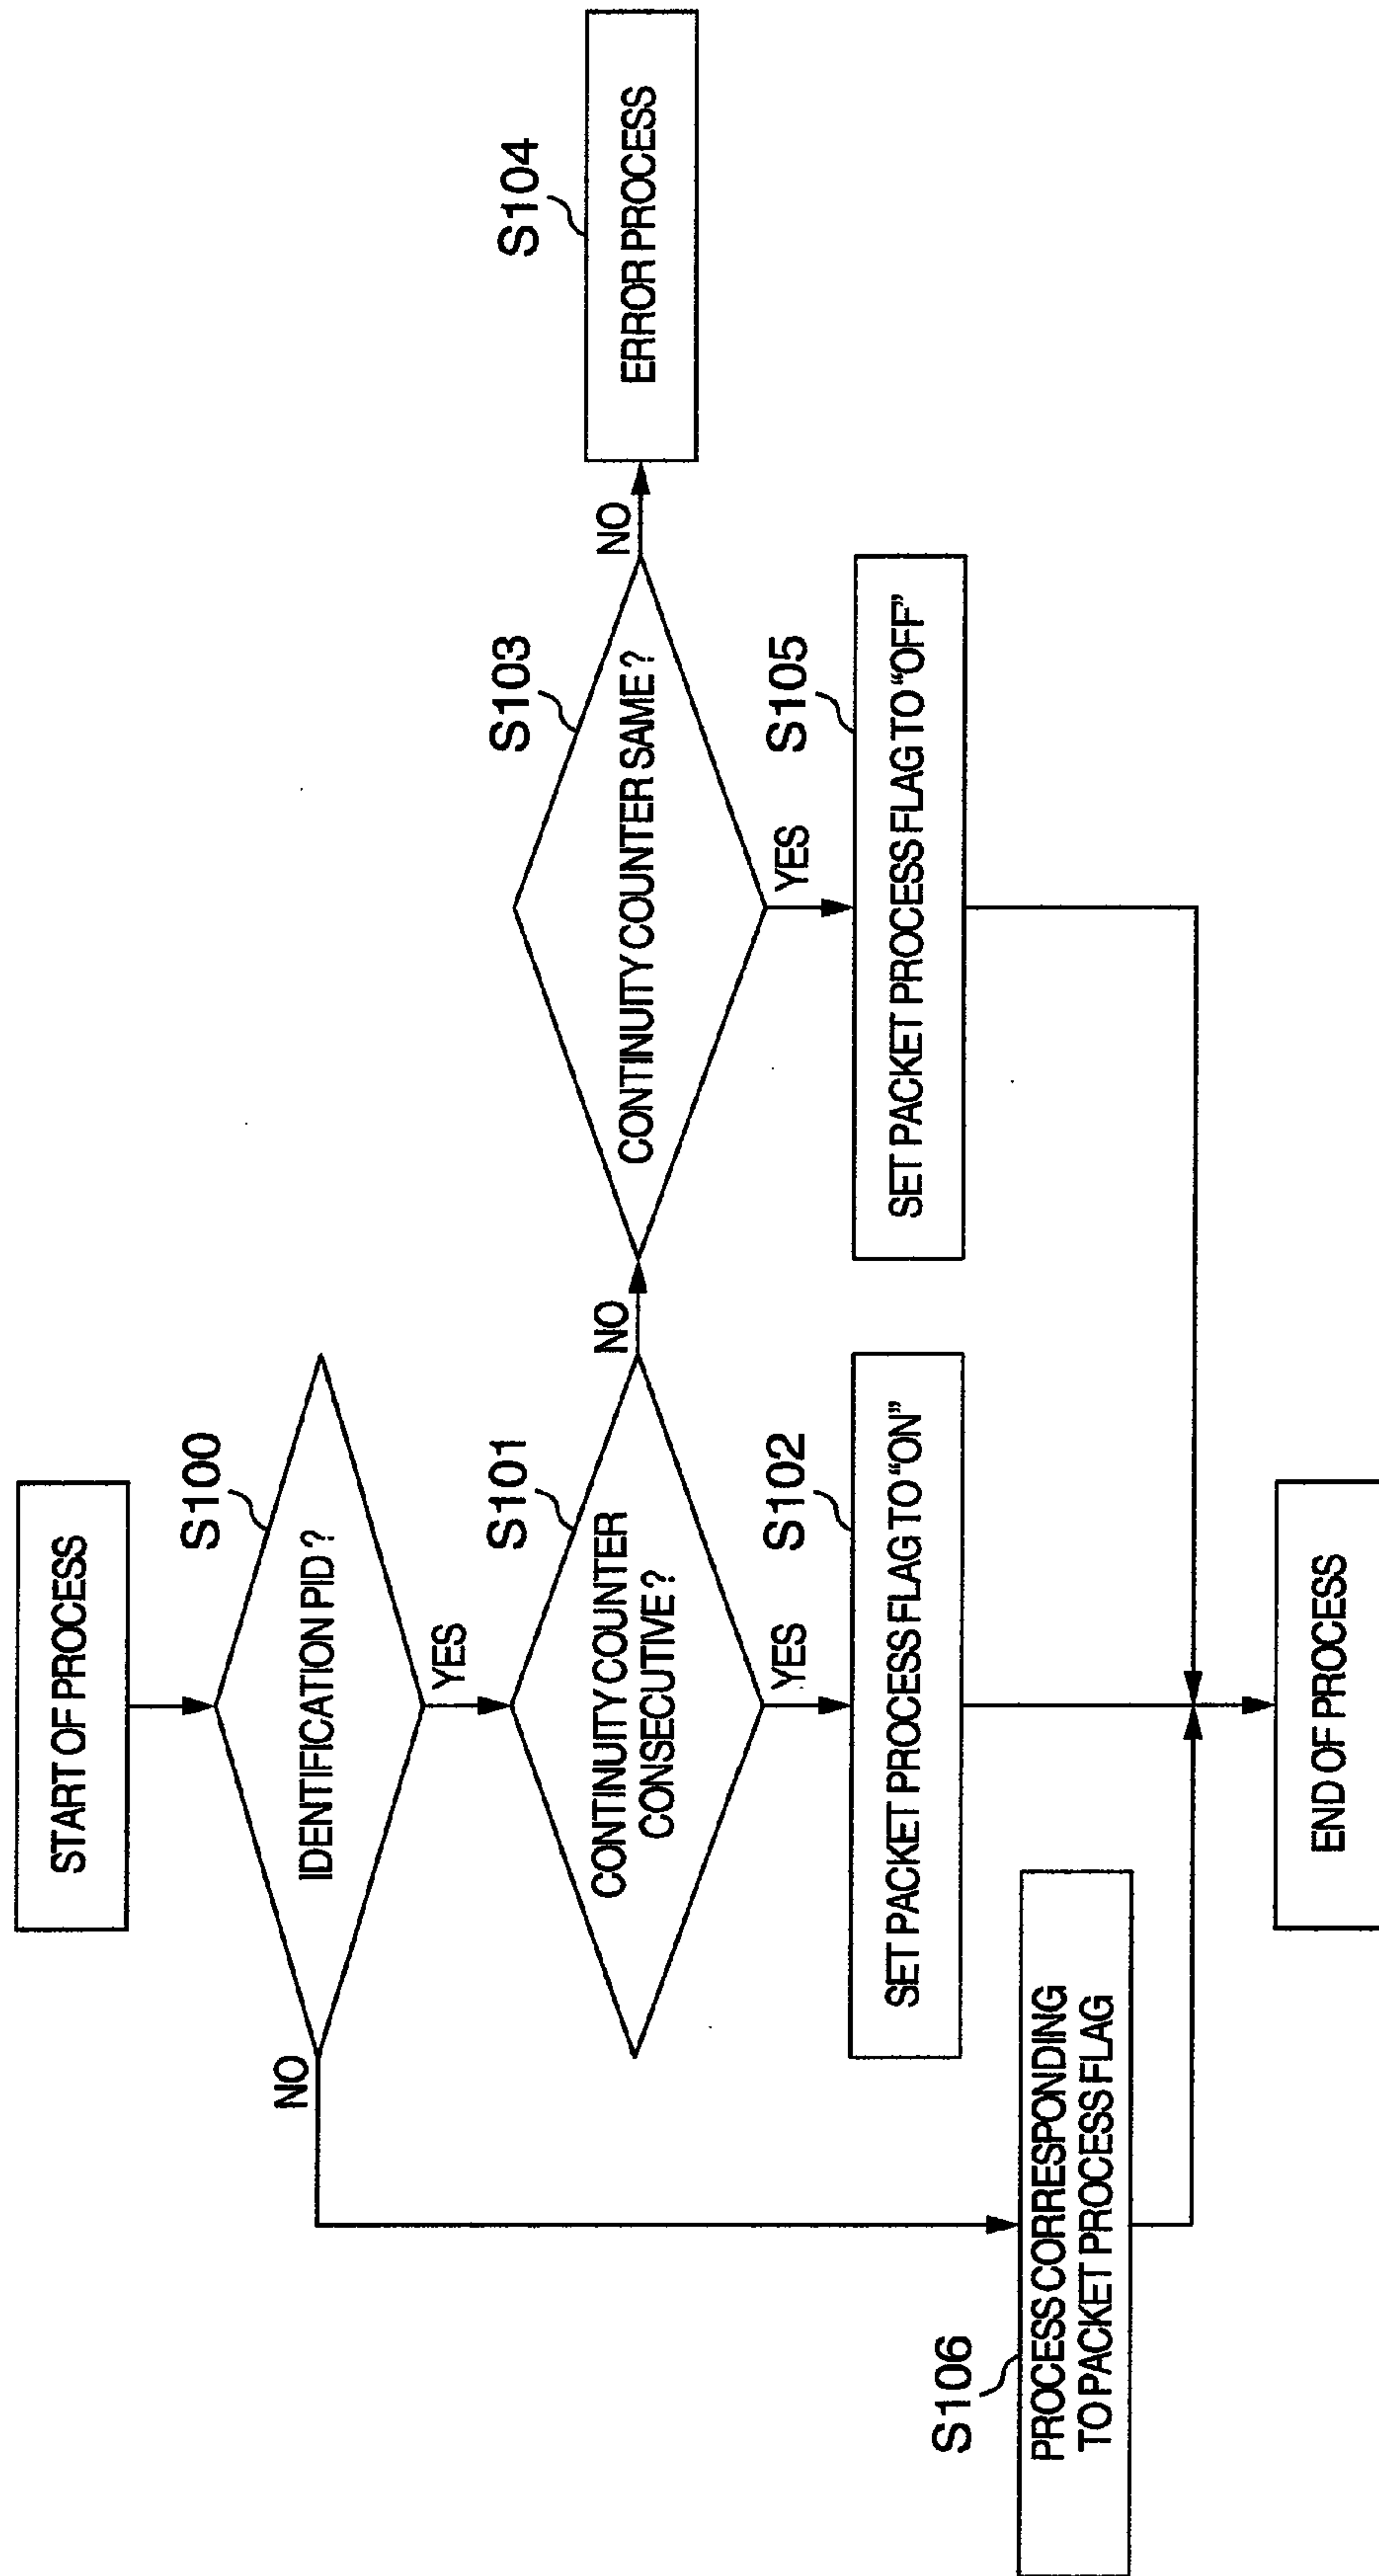 START OF PROCESS
S100
IDENTIFICATION PID ?
NO
YES
S101
CONTINUITY COUNTER
CONSECUTIVE ?
NO
YES
S102
SET PACKET PROCESS FLAG TO “ON”
S103
CONTINUITY COUNTER SAME ?
NO
YES
S104
ERROR PROCESS
S105
SET PACKET PROCESS FLAG TO “OFF”
S106
PROCESS CORRESPONDING
TO PACKET PROCESS FLAG
END OF PROCESS